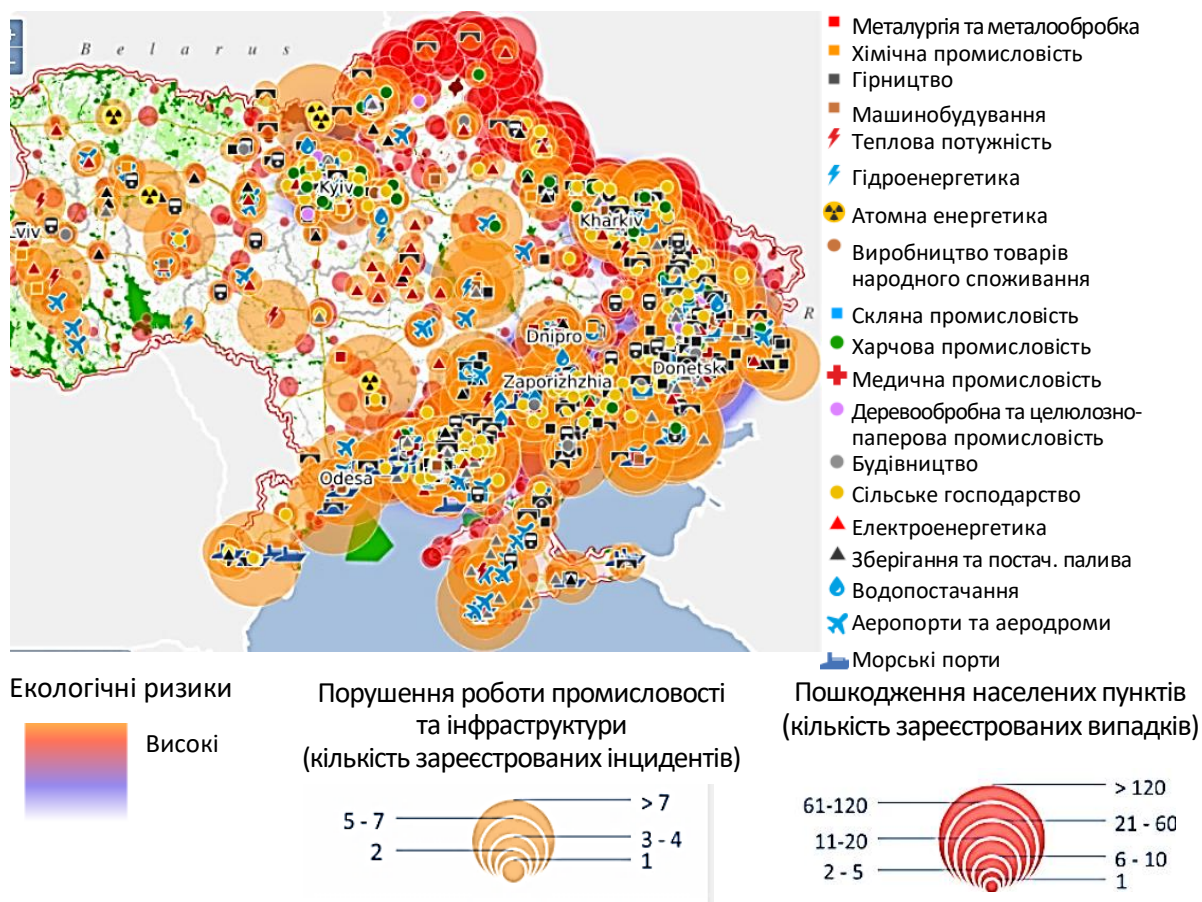 B e l a r u s
Kyiv
Kharkiv
Lviv
R
Dnipro
Donetsk
Zaporizhzhia
Odesa
Металургія та металообробка
Хімічна промисловість
Гірництво
Машинобудування
Теплова потужність
Гідроенергетика
Атомна енергетика
Виробництво товарів
народного споживання
Скляна промисловість
Харчова промисловість
Медична промисловість
Деревообробна та целюлозно-
паперова промисловість
Будівництво
Сільське господарство
Електроенергетика
Зберігання та постач. палива
Водопостачання
Аеропорти та аеродроми
Морські порти
Екологічні ризики
Високі
Порушення роботи промисловості
та інфраструктури
(кількість зареєстрованих інцидентів)
> 7
5 - 7
3 - 4
2
1
Пошкодження населених пунктів
(кількість зареєстрованих випадків)
> 120
61-120
21 - 60
11-20
6 - 10
2 - 5
1